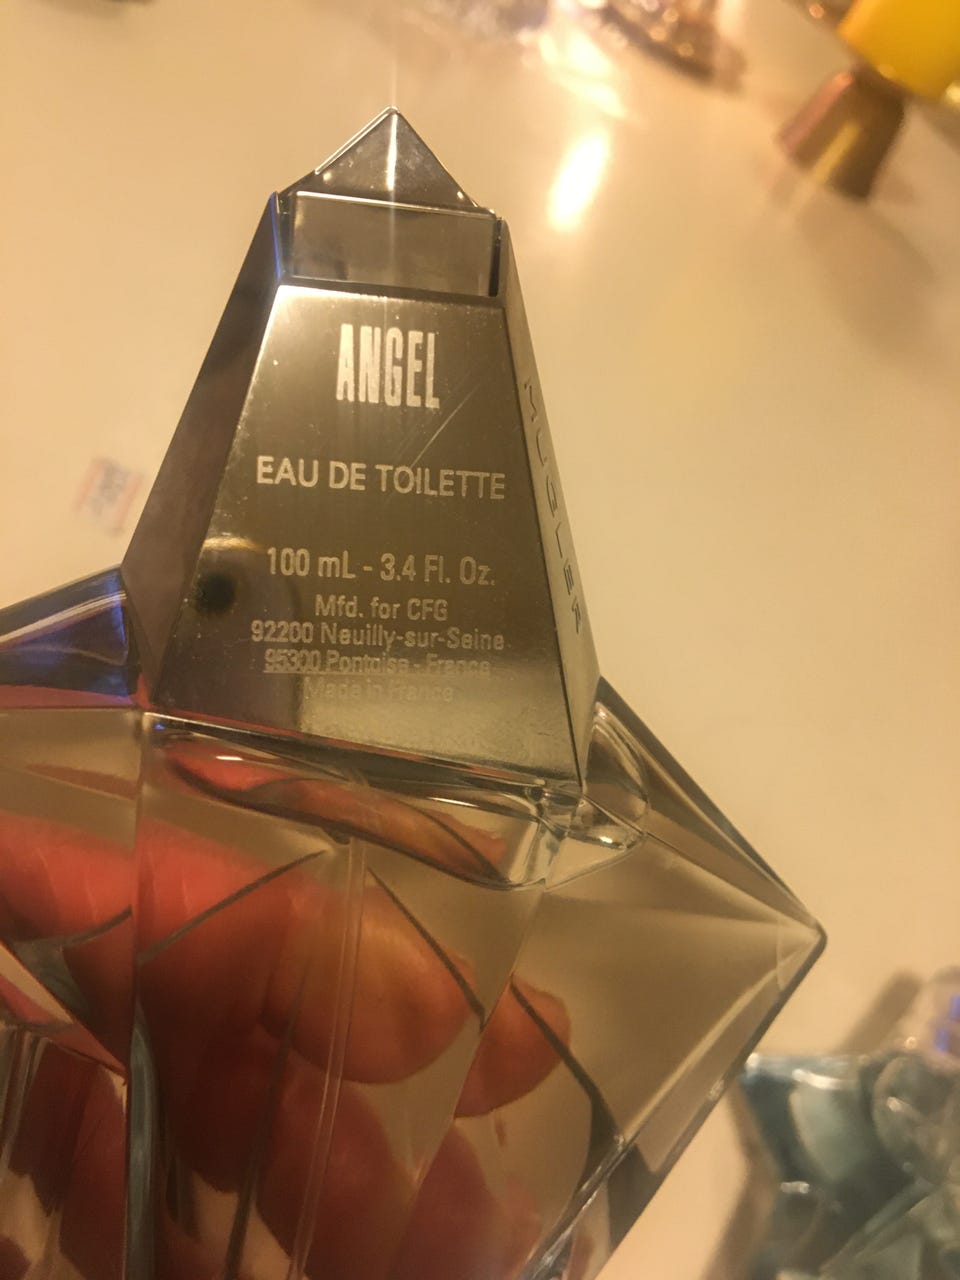 ANGEL
EAU DE TOILETTE
100 mL - 3.4 Fl. Oz.
Mfd. for CFG
92200 Neuilly-sur-Seine
95300 Pontoise - France
Made in France
MUGLER